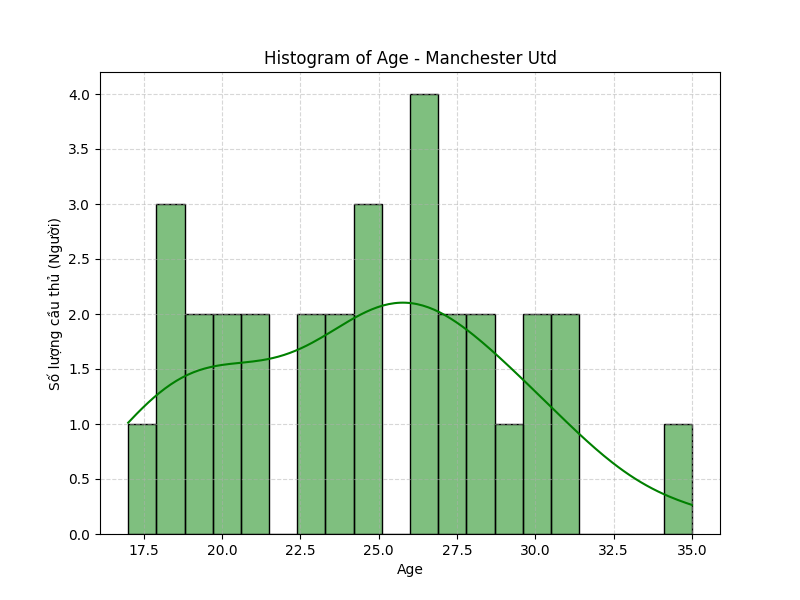 Histogram of Age - Manchester Utd
4.0
3.5
3.0
2.5
2.0
1.5
1.0
0.5
0.0
Số lượng cầu thủ (Người)
17.5 20.0 22.5 25.0 27.5 30.0 32.5 35.0
Age